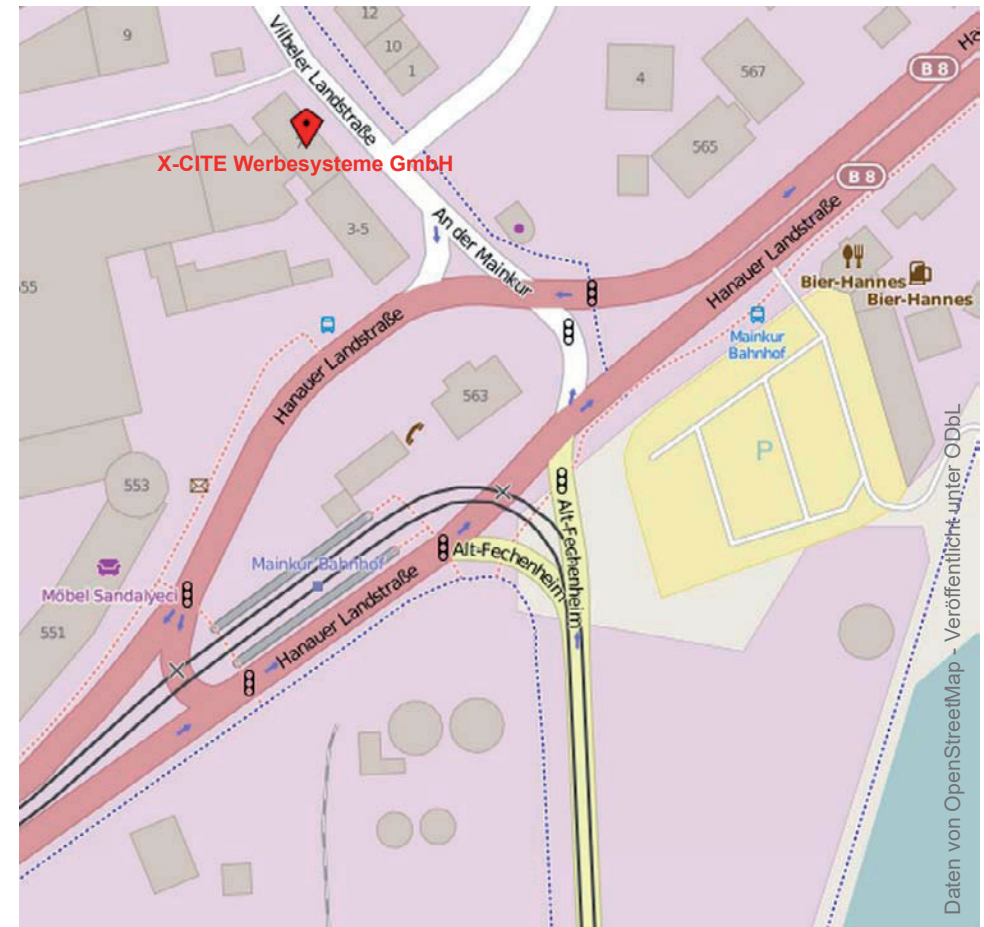 9
12
10
1
Vilbeler Landstraße
4
567
B 8
Ha
X-CITE Werbesysteme GmbH
565
B 8
3-5
An der Mainkur
Hanauer Landstraße
55
Bier-Hannes
Bier-Hannes
Hanauer Landstraße
Mainkur
Bahnhof
563
P
553
Alt-Fechenheim
Alt-Fechenheim
Mainkur Bahnhof
Möbel Sandalyeci
Hanauer Landstraße
551
Daten von OpenStreetMap - Veröffentlicht unter ODbL